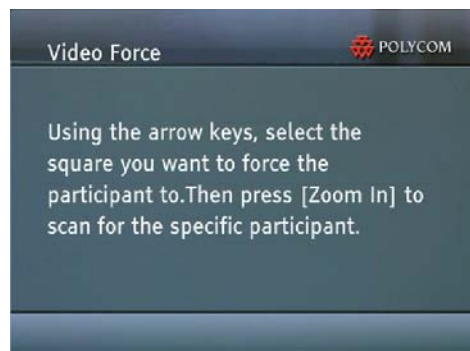 Video Force
POLYCOM
Using the arrow keys, select the
square you want to force the
participant to.Then press [Zoom In] to
scan for the specific participant.